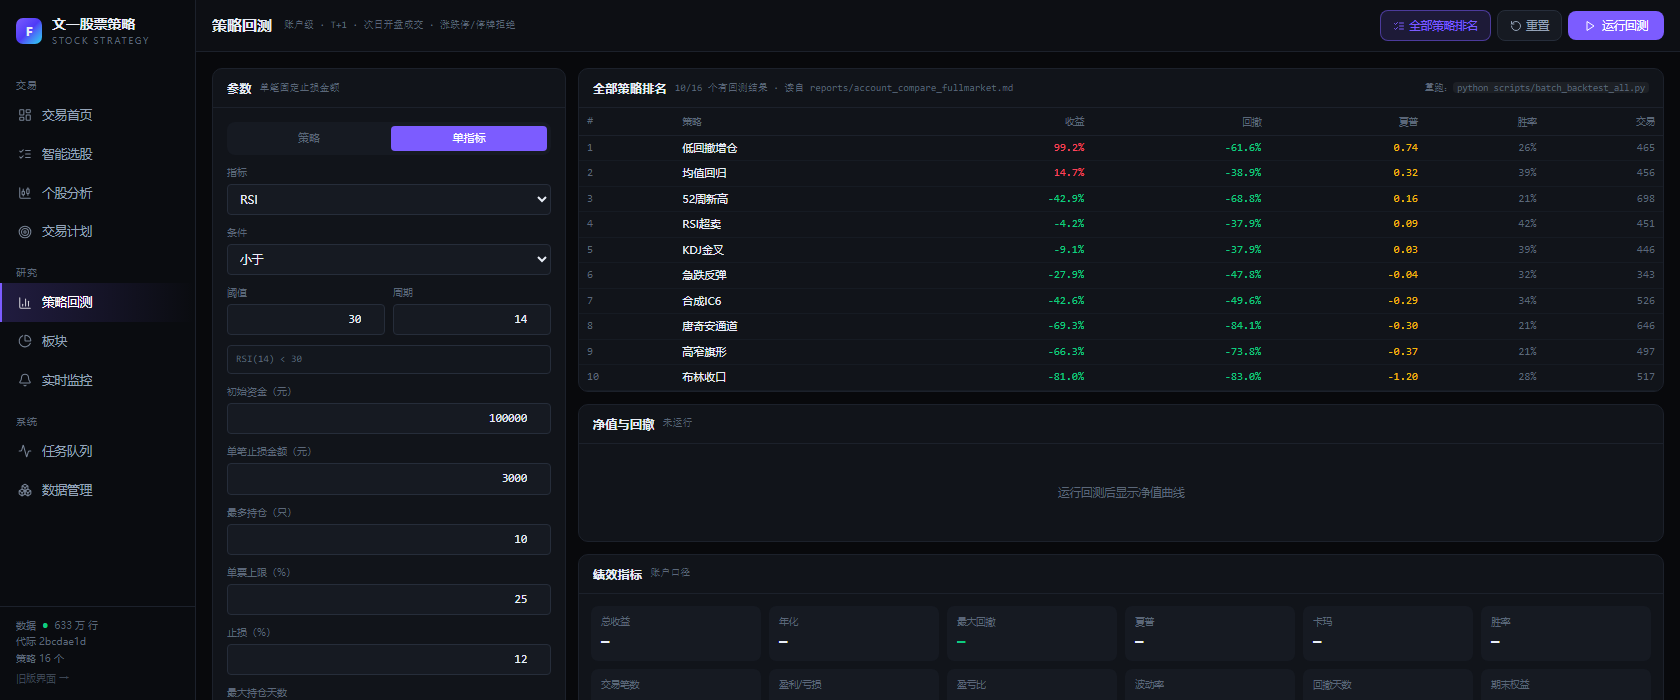 F
文一股票策略
STOCK STRATEGY
交易
交易首页
智能选股
个股分析
交易计划
研究
策略回测
板块
实时监控
系统
任务队列
数据管理
数据 ● 633 万 行
代际 2bcdae1d
策略 16 个
旧版界面 →
策略回测 账户级 · T+1 · 次日开盘成交 · 涨跌停/停牌拒绝
全部策略排名
重置
运行回测
参数 单笔固定止损金额
策略 单指标
指标
RSI
条件
小于
阈值 周期
30 14
RSI(14) < 30
初始资金（元）
100000
单笔止损金额（元）
3000
最多持仓（只）
10
单票上限（%）
25
止损（%）
12
最大持仓天数
全部策略排名 10/16 个有回测结果 · 读自 reports/account_compare_fullmarket.md
重跑: python scripts/batch_backtest_all.py
# 策略 收益 回撤 夏普 胜率 交易
1 低回撤增仓 99.2% -61.6% 0.74 26% 465
2 均值回归 14.7% -38.9% 0.32 39% 456
3 52周新高 -42.9% -68.8% 0.16 21% 698
4 RSI超卖 -4.2% -37.9% 0.09 42% 451
5 KDJ金叉 -9.1% -37.9% 0.03 39% 446
6 急跌反弹 -27.9% -47.8% -0.04 32% 343
7 合成IC6 -42.6% -49.6% -0.29 34% 526
8 唐奇安通道 -69.3% -84.1% -0.30 21% 646
9 高窄旗形 -66.3% -73.8% -0.37 21% 497
10 布林收口 -81.0% -83.0% -1.20 28% 517
净值与回撤 未运行
运行回测后显示净值曲线
绩效指标 账户口径
总收益 年化 最大回撤 夏普 卡玛 胜率
— — — — — —
交易笔数 盈利/亏损 盈亏比 波动率 回撤天数 期末权益